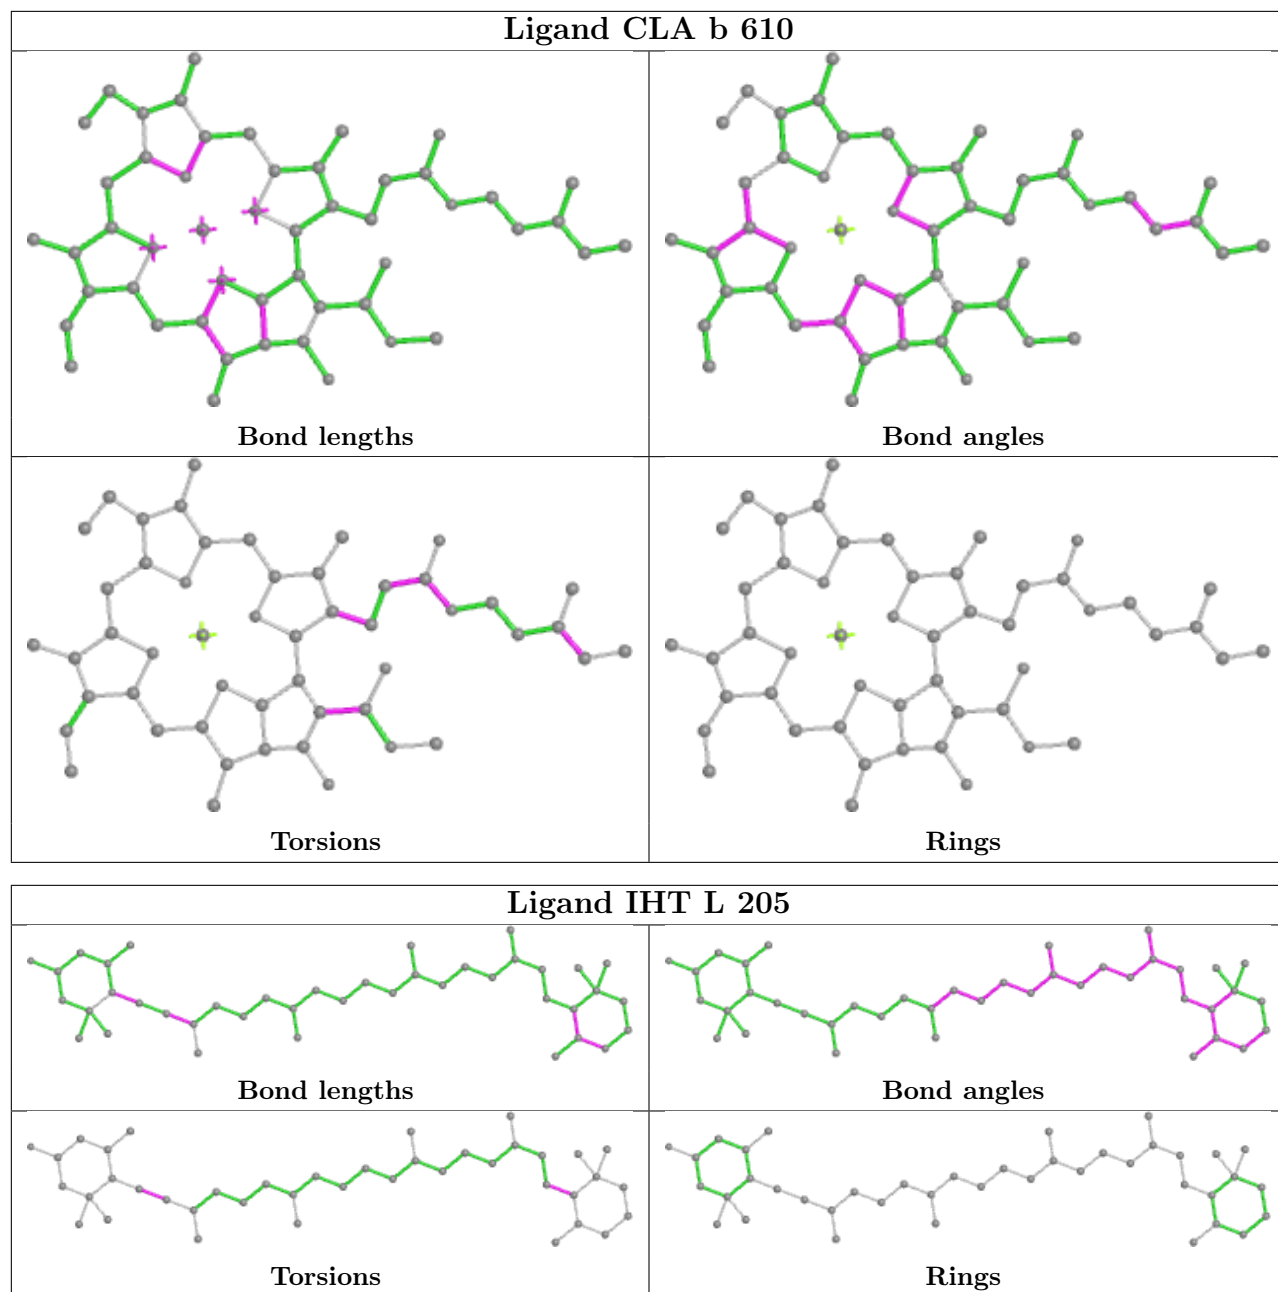 Ligand CLA b 610
Bond lengths
Bond angles
Torsions
Rings
Ligand IHT L 205
Bond lengths
Bond angles
Torsions
Rings